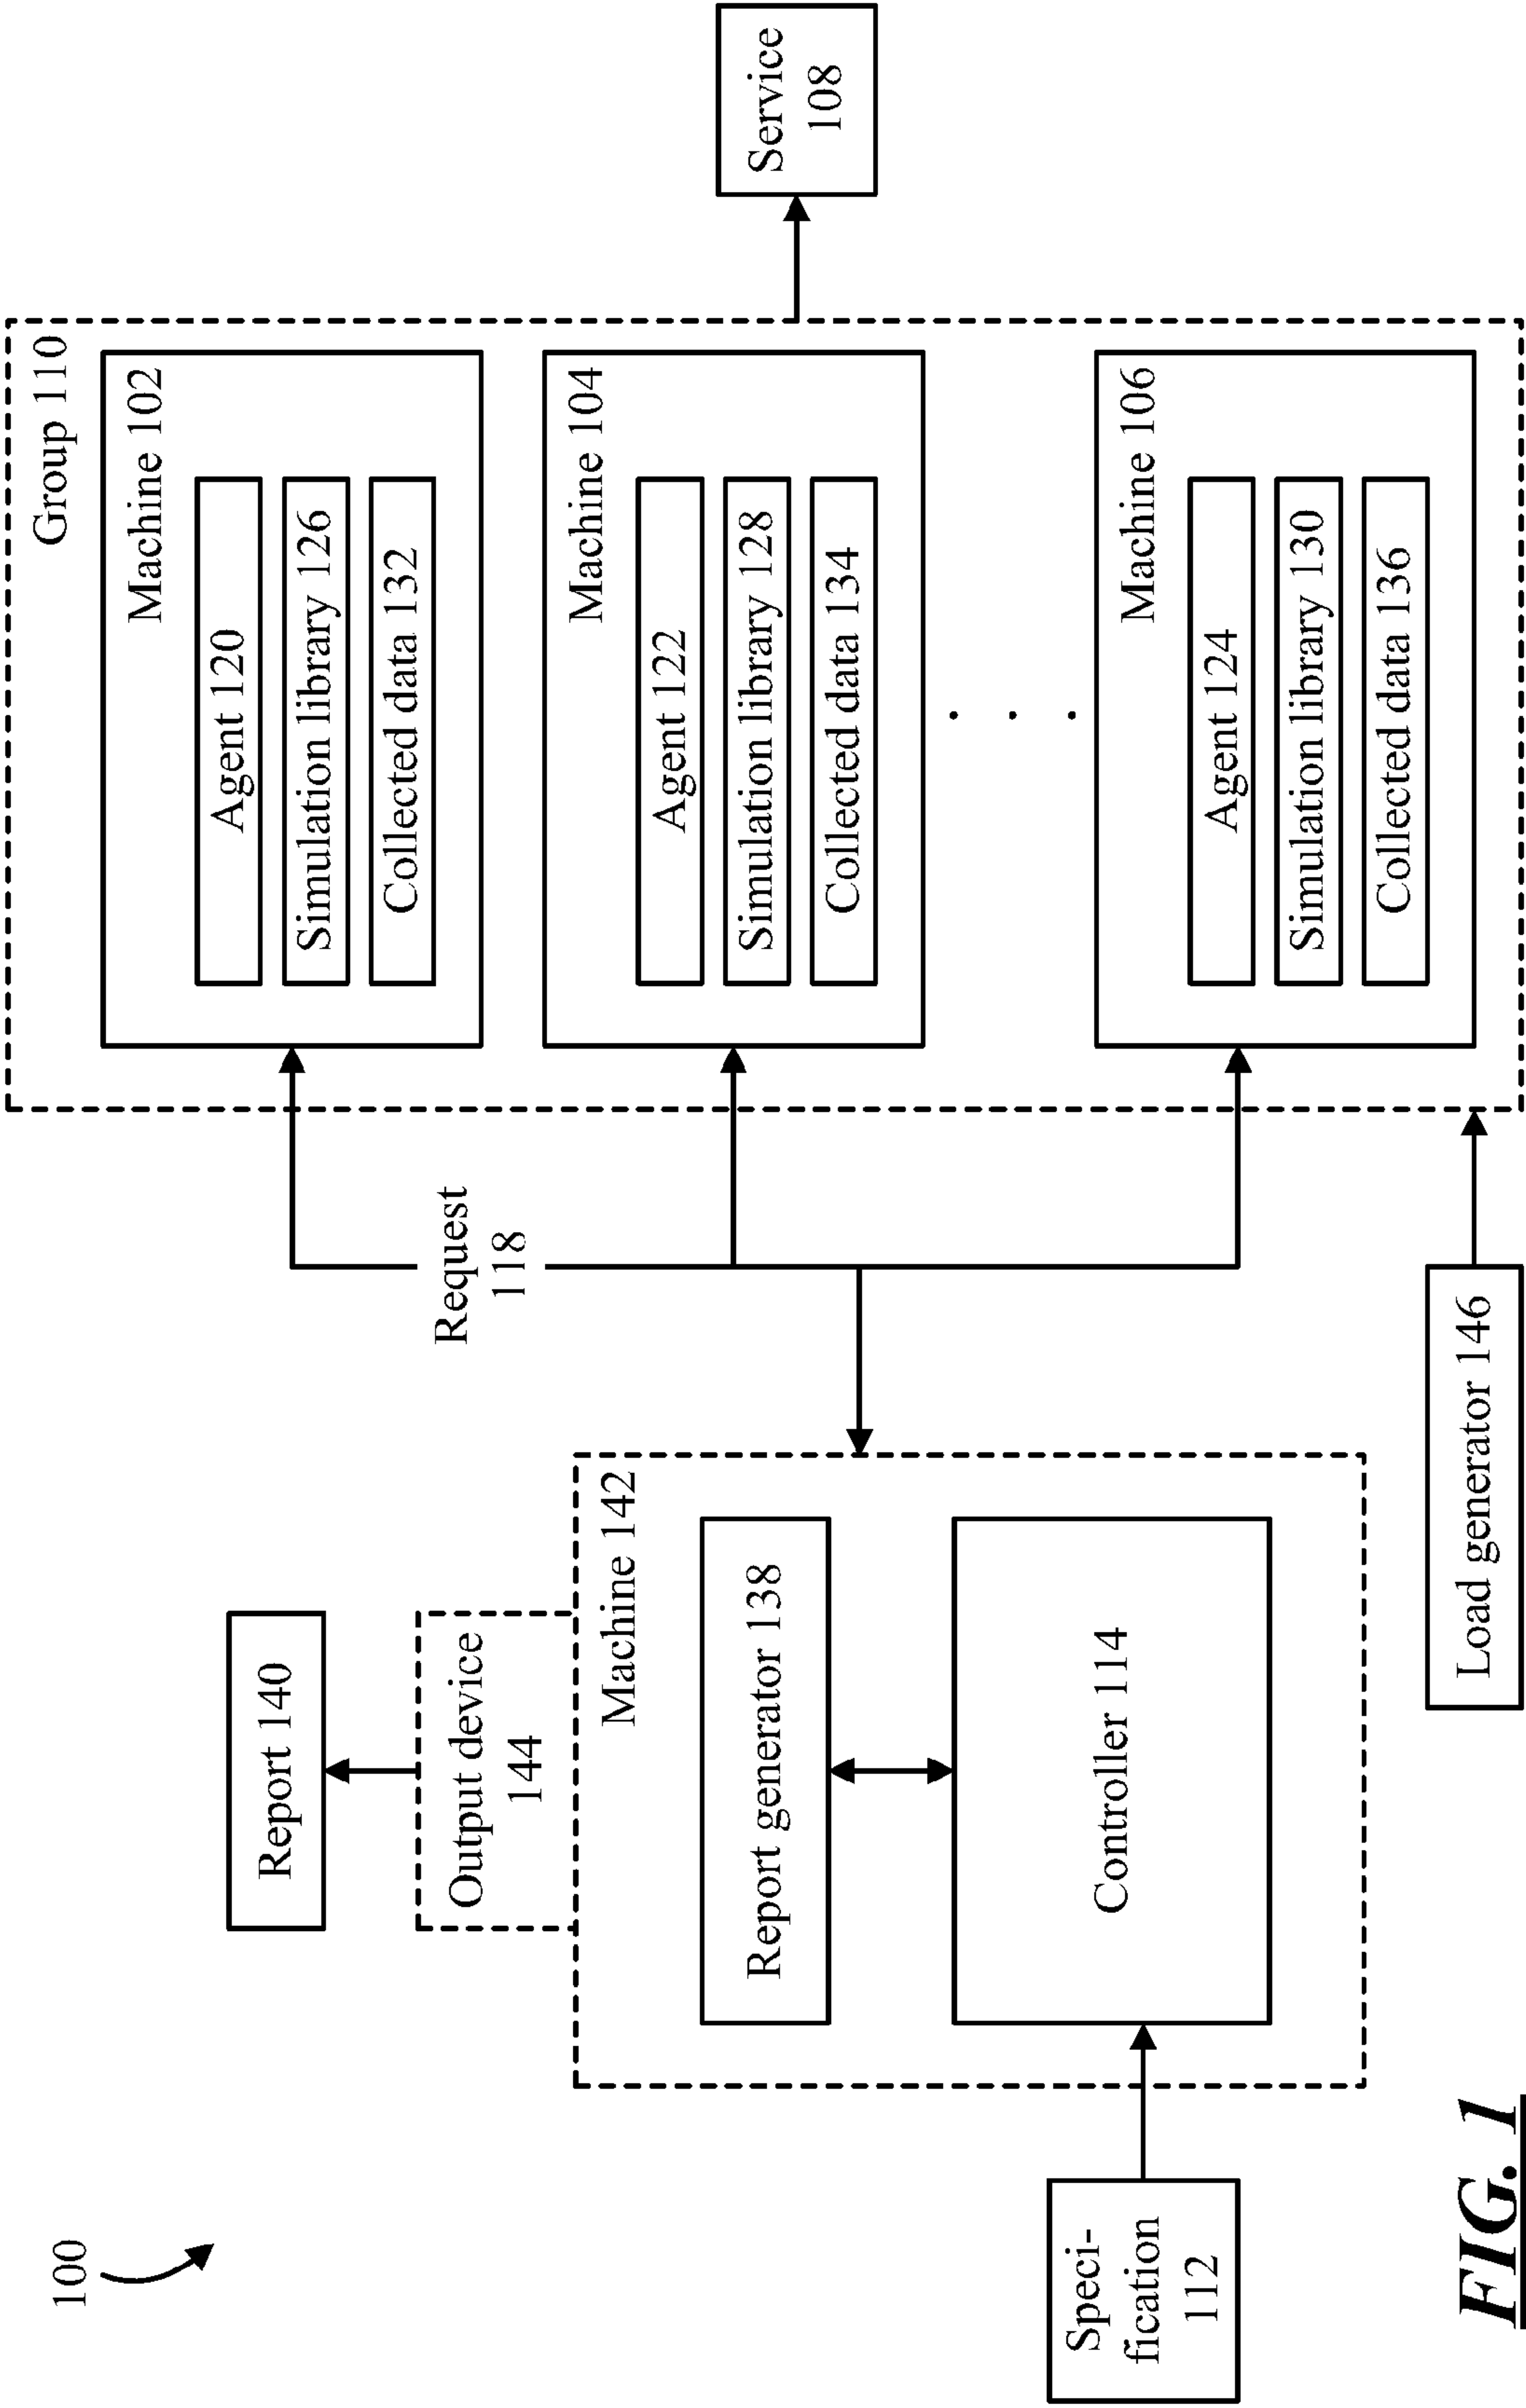 100
Group 110
Machine 102
Agent 120
Simulation library 126
Collected data 132
Machine 104
Agent 122
Simulation library 128
Collected data 134
. . .
Machine 106
Agent 124
Simulation library 130
Collected data 136
Service
108
Request
118
Report 140
Output device
144
Machine 142
Report generator 138
Controller 114
Speci-
fication
112
Load generator 146
FIG. 1